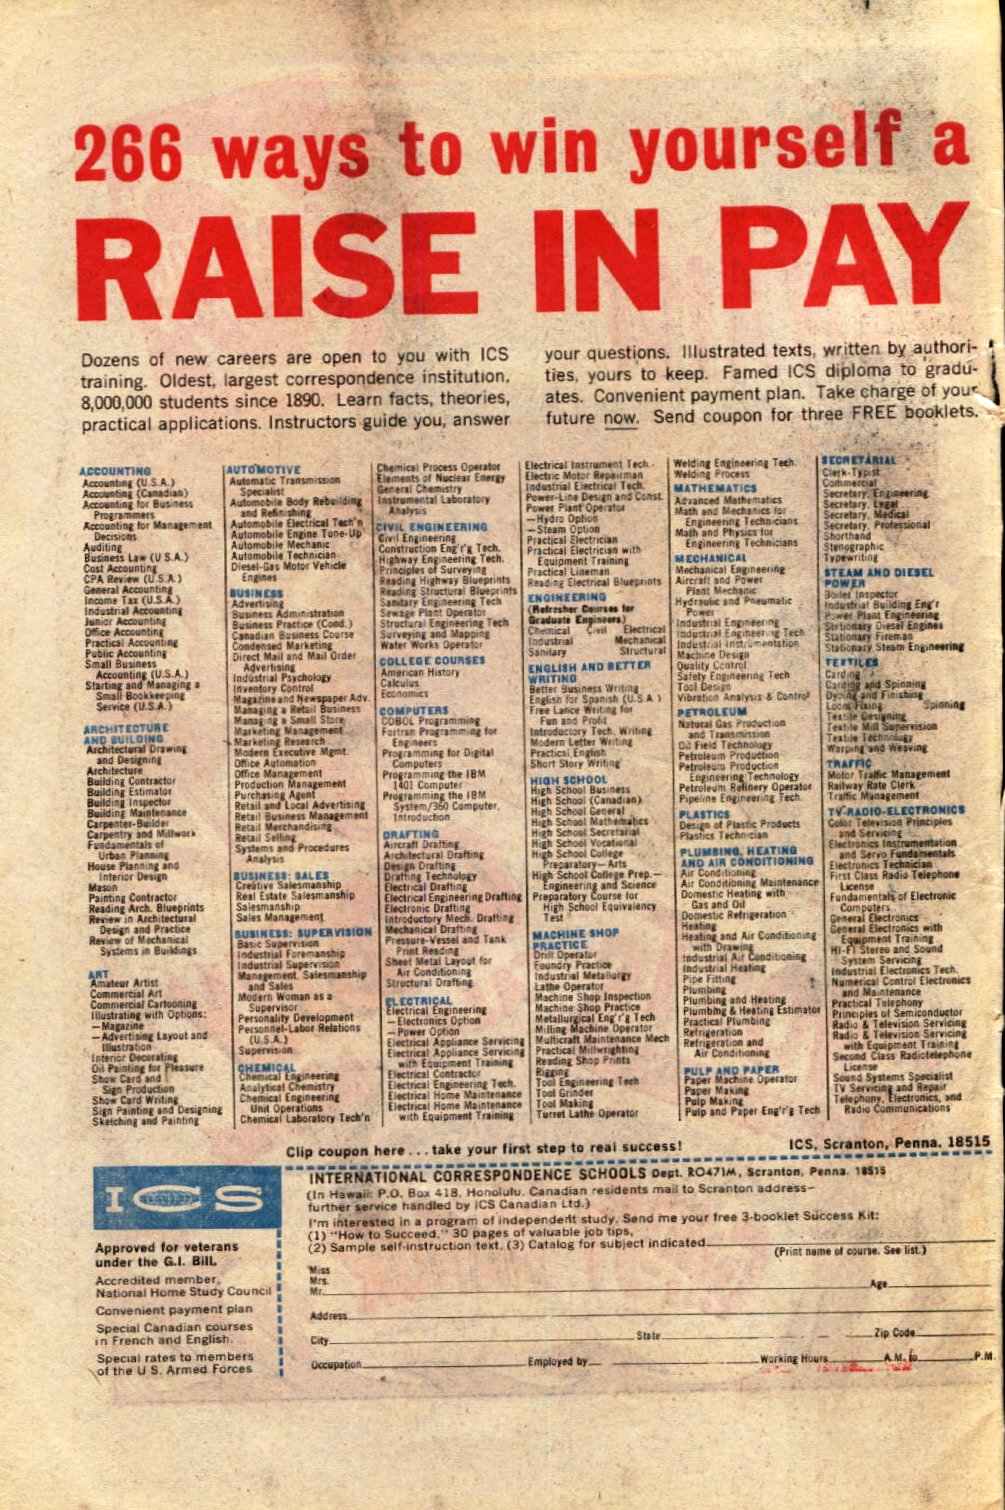 266 ways to win yourself a
RAISE IN PAY
Dozens of new careers are open to you with ICS
training. Oldest, largest correspondence institution.
8,000,000 students since 1890. Learn facts, theories,
practical applications. Instructors guide you, answer
your questions. Illustrated texts, written by authori-
ties, yours to keep. Famed ICS diploma to gradu-
ates. Convenient payment plan. Take charge of your
future now. Send coupon for three FREE booklets.
ACCOUNTING
Accounting (U.S.A.)
Accounting (Canadian)
Accounting for Business
Programmers
Accounting for Management
Decisions
Auditing
Business Law (U.S.A.)
Cost Accounting
CPA Review (U.S.A.)
General Accounting
Income Tax (U.S.A.)
Industrial Accounting
Junior Accounting
Office Accounting
Practical Accounting
Public Accounting
Small Business
Accounting (U.S.A.)
Starting and Managing a
Small Bookkeeping
Service (U.S.A.)
ARCHITECTURE
AND BUILDING
Architectural Drawing
and Designing
Architecture
Building Contractor
Building Estimator
Building Inspector
Building Maintenance
Carpenter-Builder
Carpentry and Millwork
Fundamentals of
Urban Planning
House Planning and
Interior Design
Mason
Painting Contractor
Reading Arch. Blueprints
Review in Architectural
Design and Practice
Review of Mechanical
Systems in Buildings
ART
Amateur Artist
Commercial Art
Commercial Cartooning
Illustrating with Options:
—Magazine
—Advertising Layout and
Illustration
Interior Decorating
Oil Painting for Pleasure
Show Card and
Sign Production
Show Card Writing
Sign Painting and Designing
Sketching and Painting
AUTOMOTIVE
Automatic Transmission
Specialist
Automobile Body Rebuilding
and Refinishing
Automobile Electrical Tech'n
Automobile Engine Tune-Up
Automobile Mechanic
Automobile Technician
Diesel-Gas Motor Vehicle
Engines
BUSINESS
Advertising
Business Administration
Business Practice (Cond.)
Canadian Business Course
Condensed Marketing
Direct Mail and Mail Order
Advertising
Industrial Psychology
Inventory Control
Magazine and Newspaper Adv.
Managing a Retail Business
Managing a Small Store
Marketing Management
Marketing Research
Modern Executive Mgmt.
Office Automation
Office Management
Production Management
Purchasing Agent
Retail and Local Advertising
Retail Business Management
Retail Merchandising
Retail Selling
Systems and Procedures
Analysis
BUSINESS: SALES
Creative Salesmanship
Real Estate Salesmanship
Salesmanship
Sales Management
BUSINESS: SUPERVISION
Basic Supervision
Industrial Foremanship
Industrial Supervision
Management, Salesmanship
and Sales
Modern Woman as a
Supervisor
Personality Development
Personnel-Labor Relations
(U.S.A.)
Supervision
CHEMICAL
Chemical Engineering
Analytical Chemistry
Chemical Engineering
Unit Operations
Chemical Laboratory Tech'n
Chemical Process Operator
Elements of Nuclear Energy
General Chemistry
Instrumental Laboratory
Analysis
CIVIL ENGINEERING
Civil Engineering
Construction Eng'r'g Tech.
Highway Engineering Tech.
Principles of Surveying
Reading Highway Blueprints
Reading Structural Blueprints
Sanitary Engineering Tech
Sewage Plant Operator
Structural Engineering Tech
Surveying and Mapping
Water Works Operator
COLLEGE COURSES
American History
Calculus
Economics
COMPUTERS
COBOL Programming
Fortran Programming for
Engineers
Programming for Digital
Computers
Programming the IBM
1401 Computer
Programming the IBM
System/360 Computer,
Introduction
DRAFTING
Aircraft Drafting
Architectural Drafting
Design Drafting
Drafting Technology
Electrical Drafting
Electrical Engineering Drafting
Electronic Drafting
Introductory Mech. Drafting
Mechanical Drafting
Pressure-Vessel and Tank
Print Reading
Sheet Metal Layout for
Air Conditioning
Structural Drafting
ELECTRICAL
Electrical Engineering
—Electronics Option
—Power Option
Electrical Appliance Servicing
Electrical Appliance Servicing
with Equipment Training
Electrical Contractor
Electrical Engineering Tech.
Electrical Home Maintenance
Electrical Home Maintenance
with Equipment Training
Electrical Instrument Tech.
Electric Motor Repairman
Industrial Electrical Tech.
Power-Line Design and Const.
Power Plant Operator
—Hydro Option
—Steam Option
Practical Electrician
Practical Electrician with
Equipment Training
Practical Lineman
Reading Electrical Blueprints
ENGINEERING
(Refresher Courses for
Graduate Engineers)
Chemical Civil Electrical
Industrial Mechanical
Sanitary Structural
ENGLISH AND BETTER
WRITING
Better Business Writing
English for Spanish (U.S.A.)
Free Lance Writing for
Fun and Profit
Introductory Tech. Writing
Modern Letter Writing
Practical English
Short Story Writing
HIGH SCHOOL
High School Business
High School (Canadian)
High School General
High School Mathematics
High School Secretarial
High School Vocational
High School College
Preparatory—Arts
High School College Prep.—
Engineering and Science
Preparatory Course for
High School Equivalency
Test
MACHINE SHOP
PRACTICE
Drill Operator
Foundry Practice
Industrial Metallurgy
Lathe Operator
Machine Shop Inspection
Machine Shop Practice
Metallurgical Eng'r'g Tech
Milling Machine Operator
Multicraft Maintenance Mech
Practical Millwrighting
Reading Shop Prints
Rigging
Tool Engineering Tech
Tool Grinder
Tool Making
Turret Lathe Operator
Welding Engineering Tech.
Welding Process
MATHEMATICS
Advanced Mathematics
Math and Mechanics for
Engineering Technicians
Math and Physics for
Engineering Technicians
MECHANICAL
Mechanical Engineering
Aircraft and Power
Plant Mechanic
Hydraulic and Pneumatic
Power
Industrial Engineering
Industrial Engineering Tech
Industrial Instrumentation
Machine Design
Quality Control
Safety Engineering Tech
Tool Design
Vibration Analysis & Control
PETROLEUM
Natural Gas Production
and Transmission
Oil Field Technology
Petroleum Production
Petroleum Production
Engineering Technology
Petroleum Refinery Operator
Pipeline Engineering Tech.
PLASTICS
Design of Plastic Products
Plastics Technician
PLUMBING, HEATING
AND AIR CONDITIONING
Air Conditioning
Air Conditioning Maintenance
Domestic Heating with
Gas and Oil
Domestic Refrigeration
Heating
Heating and Air Conditioning
with Drawing
Industrial Air Conditioning
Industrial Heating
Pipe Fitting
Plumbing
Plumbing and Heating
Plumbing & Heating Estimator
Practical Plumbing
Refrigeration
Refrigeration and
Air Conditioning
PULP AND PAPER
Paper Machine Operator
Paper Making
Pulp Making
Pulp and Paper Eng'r'g Tech
SECRETARIAL
Clerk-Typist
Commercial
Secretary, Engineering
Secretary, Legal
Secretary, Medical
Secretary, Professional
Shorthand
Stenographic
Typewriting
STEAM AND DIESEL
POWER
Boiler Inspector
Industrial Building Eng'r
Power Plant Engineering
Stationary Diesel Engines
Stationary Fireman
Stationary Steam Engineering
TEXTILES
Carding
Carding and Spinning
Dyeing and Finishing
Loom Fixing Spinning
Textile Designing
Textile Mill Supervision
Textile Technology
Warping and Weaving
TRAFFIC
Motor Traffic Management
Railway Rate Clerk
Traffic Management
TV-RADIO-ELECTRONICS
Color Television Principles
and Servicing
Electronics Instrumentation
and Servo Fundamentals
Electronics Technician
First Class Radio Telephone
License
Fundamentals of Electronic
Computers
General Electronics
General Electronics with
Equipment Training
Hi-Fi Stereo and Sound
System Servicing
Industrial Electronics Tech.
Numerical Control Electronics
and Maintenance
Practical Telephony
Principles of Semiconductor
Radio & Television Servicing
Radio & Television Servicing
with Equipment Training
Second Class Radiotelephone
License
Sound Systems Specialist
TV Servicing and Repair
Telephony, Electronics, and
Radio Communications
Clip coupon here . . . take your first step to real success!
ICS, Scranton, Penna. 18515
ICS
Approved for veterans
under the G.I. Bill.
Accredited member,
National Home Study Council
Convenient payment plan
Special Canadian courses
in French and English.
Special rates to members
of the U S. Armed Forces
INTERNATIONAL CORRESPONDENCE SCHOOLS Dept. RO471M, Scranton, Penna. 18515
(In Hawaii: P.O. Box 418, Honolulu. Canadian residents mail to Scranton address—
further service handled by ICS Canadian Ltd.)
I'm interested in a program of independent study. Send me your free 3-booklet Success Kit:
(1) "How to Succeed," 30 pages of valuable job tips,
(2) Sample self-instruction text, (3) Catalog for subject indicated
(Print name of course. See list.)
Miss
Mrs.
Mr. Age
Address
City State Zip Code
Occupation Employed by Working Hours A.M. to P.M.